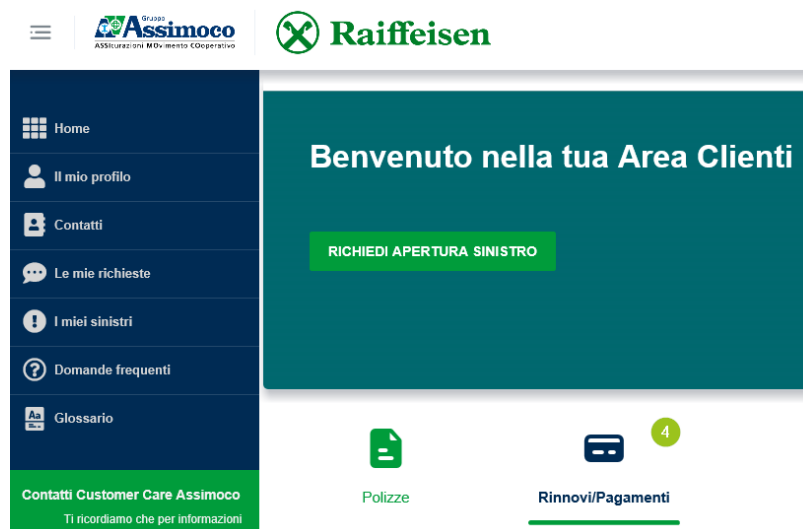 Gruppo
Assimoco
ASSicurazioni MOvimento COoperativo
Raiffeisen
Home
Il mio profilo
Contatti
Le mie richieste
I miei sinistri
Domande frequenti
Aa
Glossario
Contatti Customer Care Assimoco
Ti ricordiamo che per informazioni
Benvenuto nella tua Area Clienti
RICHIEDI APERTURA SINISTRO
4
Polizze
Rinnovi/Pagamenti